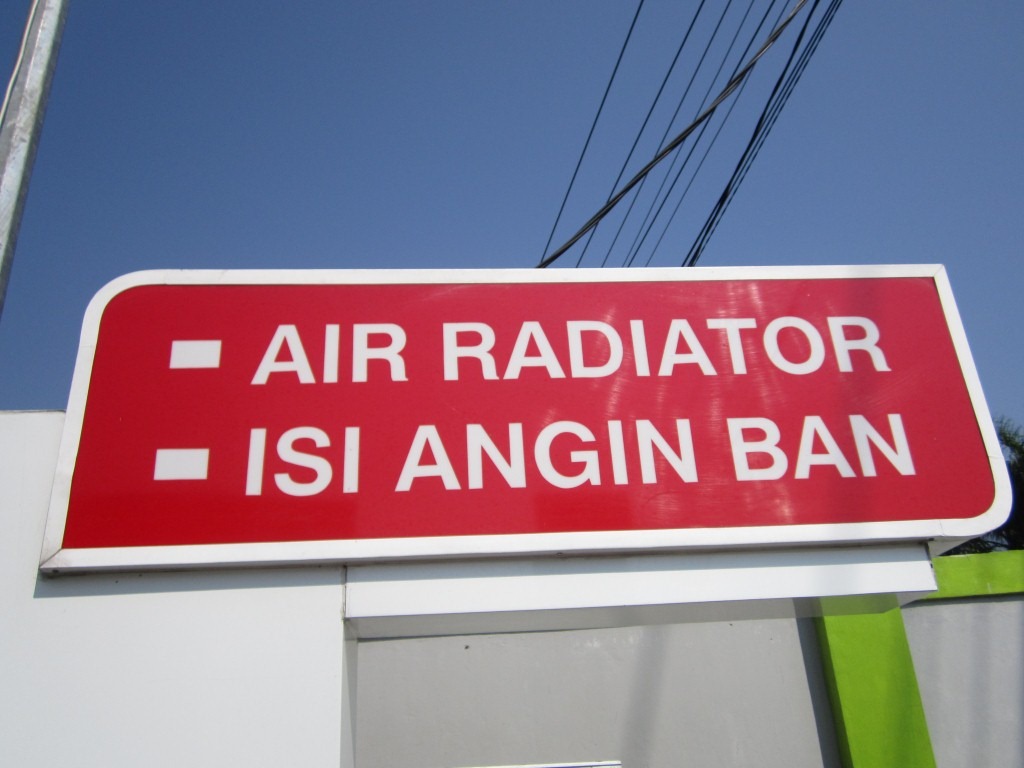 - AIR RADIATOR
- ISI ANGIN BAN